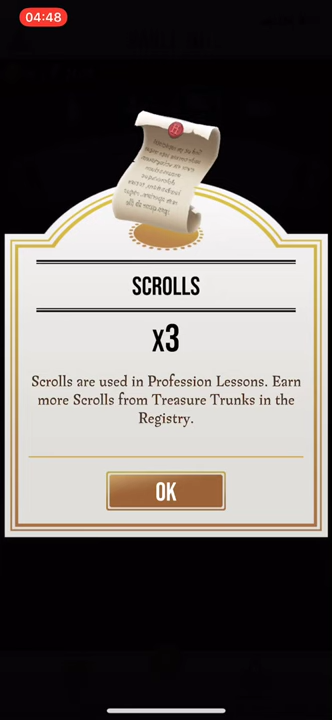 04:48
SCROLLS
x3
Scrolls are used in Profession Lessons. Earn
more Scrolls from Treasure Trunks in the
Registry.
OK